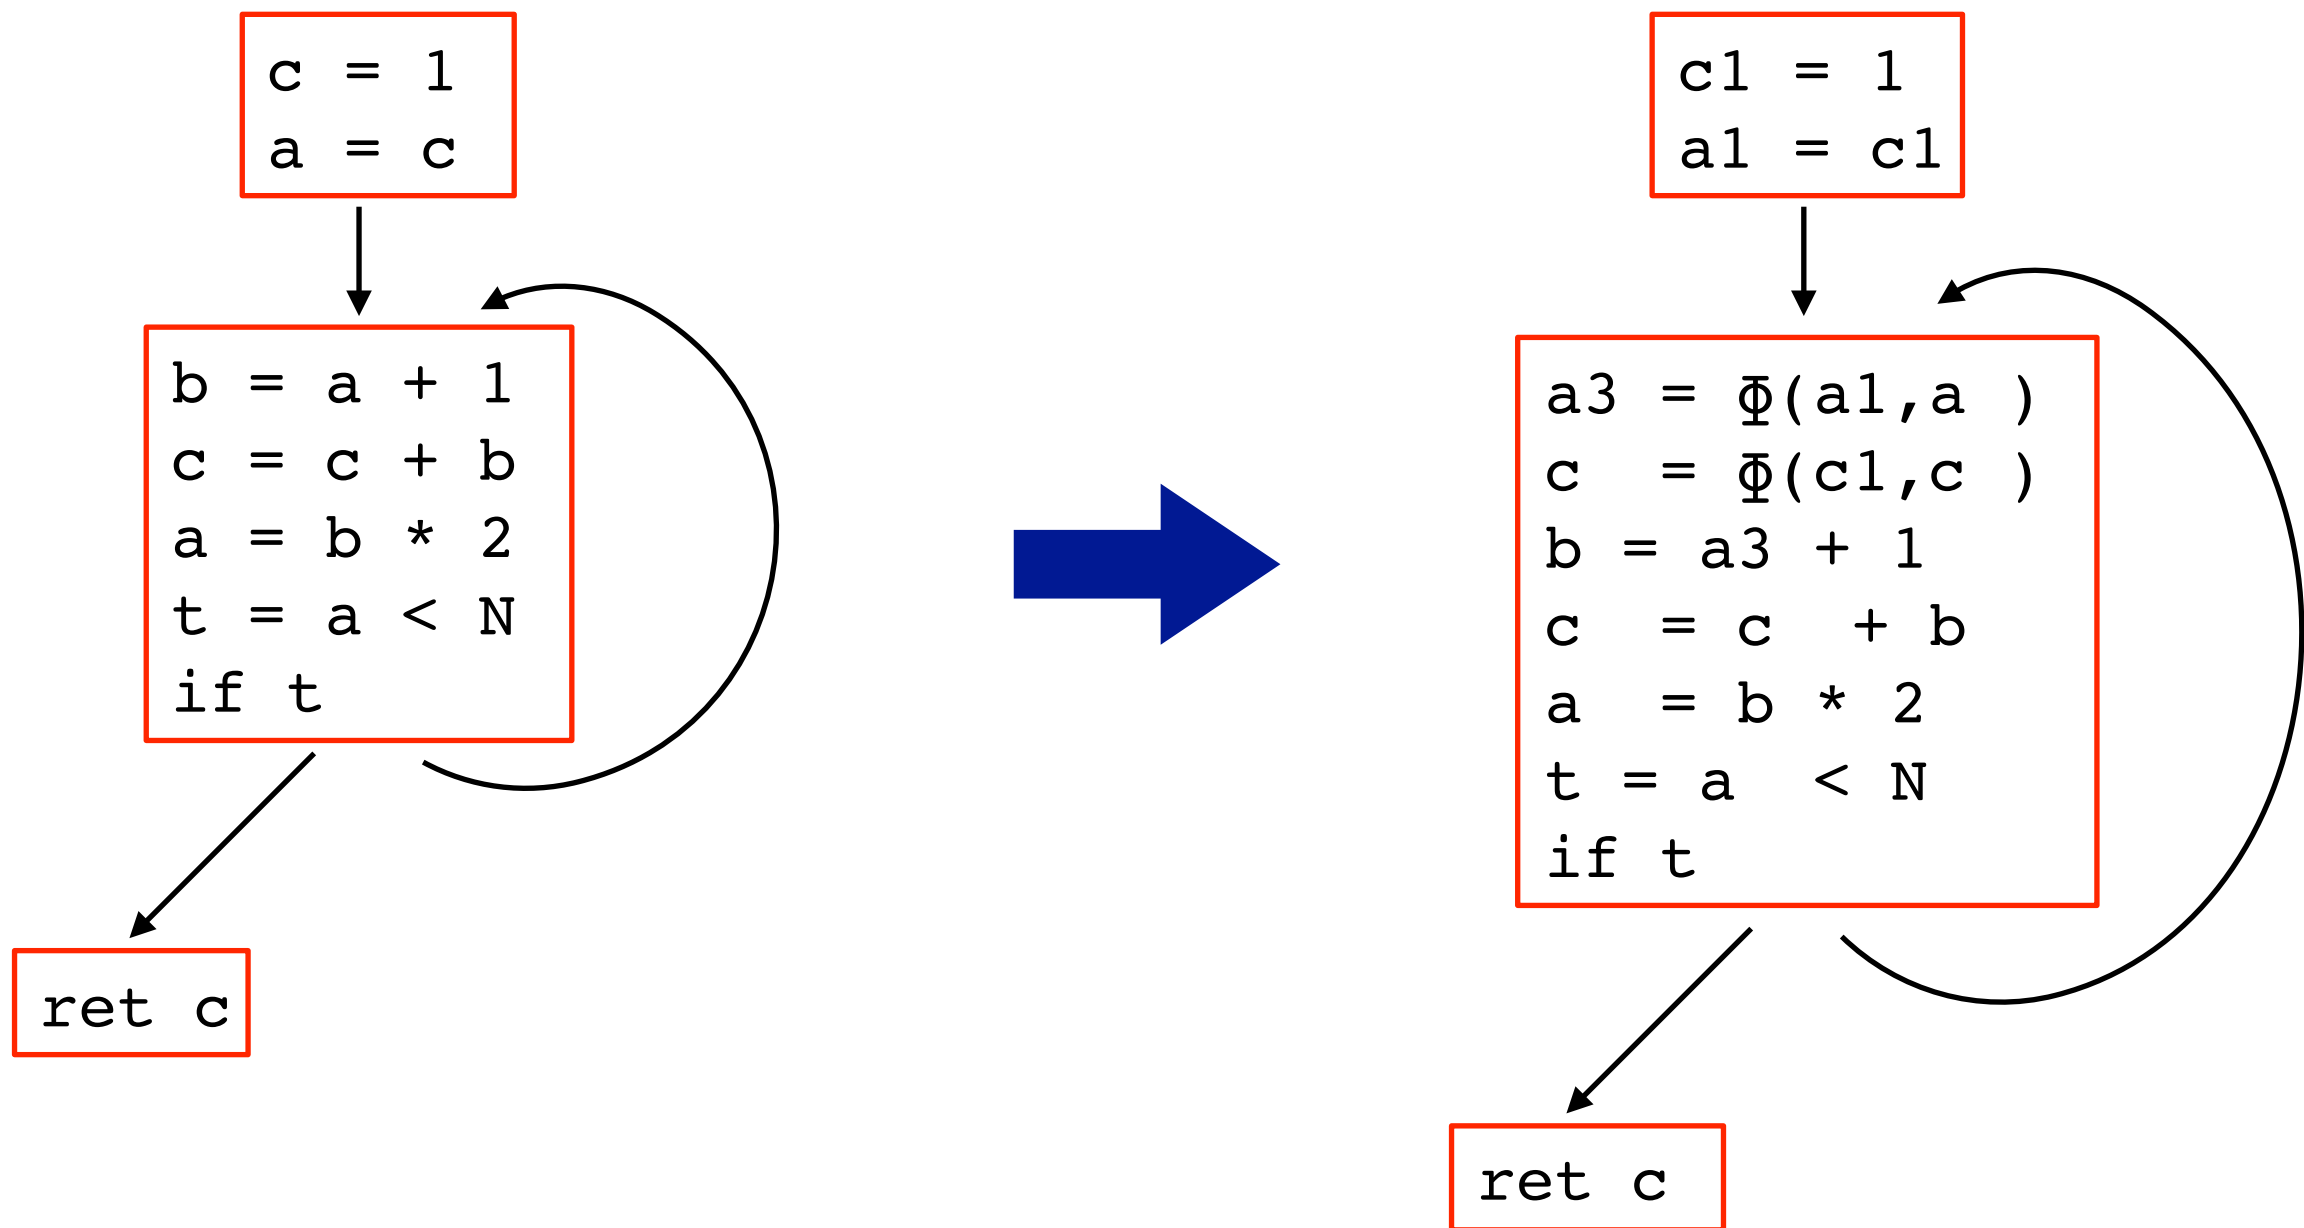 c = 1
a = c
b = a + 1
c = c + b
a = b * 2
t = a < N
if t
ret c
c1 = 1
a1 = c1
a3 = Φ(a1,a )
c  = Φ(c1,c )
b = a3 + 1
c  = c  + b
a  = b * 2
t = a  < N
if t
ret c